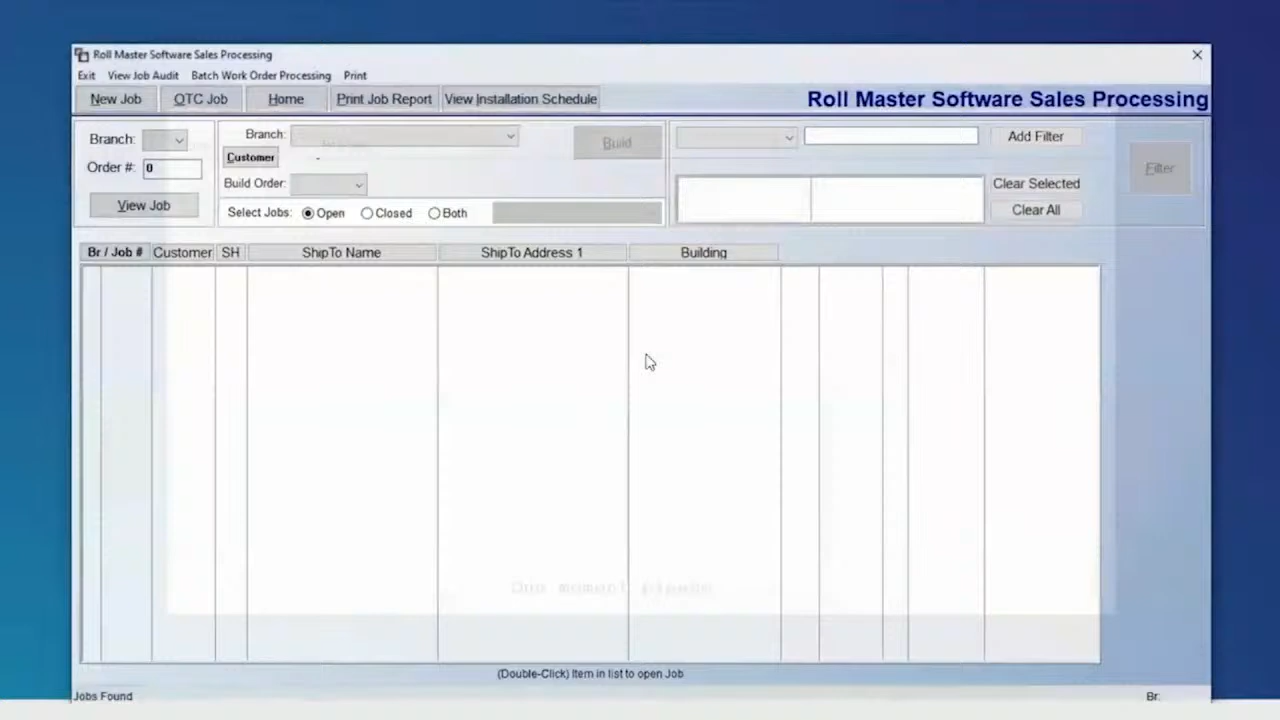 Roll Master Software Sales Processing
Exit View Job Audit Batch Work Order Processing Print
New Job OTC Job Home Print Job Report View Installation Schedule
Roll Master Software Sales Processing
Branch:
Order #: 0
View Job
Branch:
Build
Customer
-
Build Order:
Select Jobs: Open Closed Both
Add Filter
Clear Selected
Clear All
Filter
Br / Job # Customer SH ShipTo Name ShipTo Address 1 Building
One moment please
(Double-Click) Item in list to open Job
Jobs Found
Br: